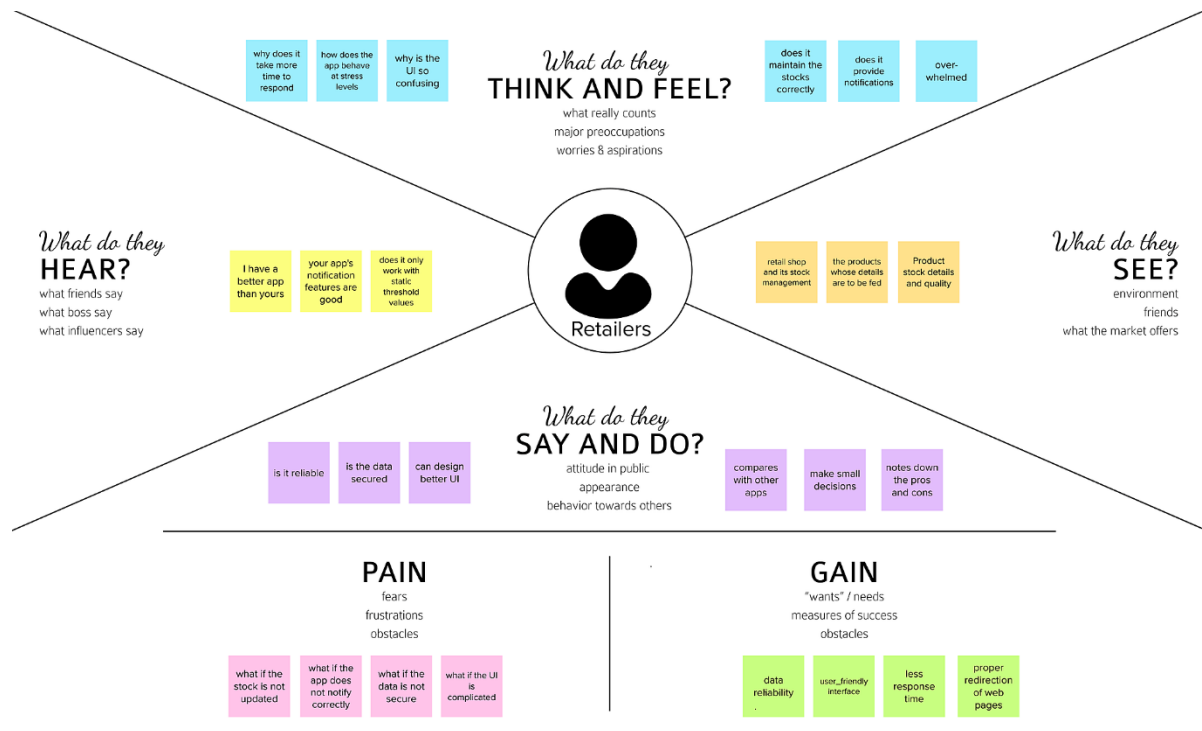 why does it
take more
time to
respond
how does the
app behave
at stress
levels
why is the
UI so
confusing
What do they
THINK AND FEEL?
what really counts
major preoccupations
worries & aspirations
does it
maintain the
stocks
correctly
does it
provide
notifications
over-
whelmed
What do they
HEAR?
what friends say
what boss say
what influencers say
I have a
better app
than yours
your app's
notification
features are
good
does it only
work with
static
threshold
values
Retailers
retail shop
and its stock
management
the products
whose details
are to be fed
Product
stock details
and quality
What do they
SEE?
environment
friends
what the market offers
What do they
SAY AND DO?
attitude in public
appearance
behavior towards others
is it reliable
is the data
secured
can design
better UI
compares
with other
apps
make small
decisions
notes down
the pros
and cons
PAIN
fears
frustrations
obstacles
what if the
stock is not
updated
what if the
app does
not notify
correctly
what if the
data is not
secure
what if the UI
is
complicated
GAIN
"wants" / needs
measures of success
obstacles
data
reliability
user_friendly
interface
less
response
time
proper
redirection
of web
pages